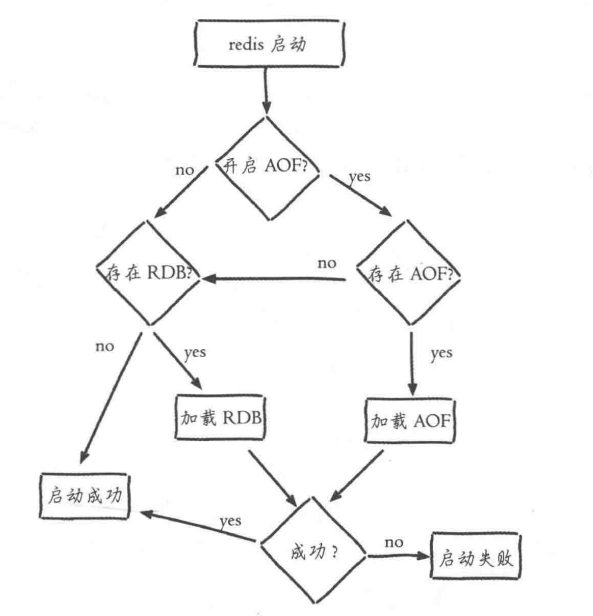 redis 启动
开启 AOF?
no
yes
存在 RDB?
no
存在 AOF?
no
yes
yes
加载 RDB
加载 AOF
启动成功
yes
成功?
no
启动失败